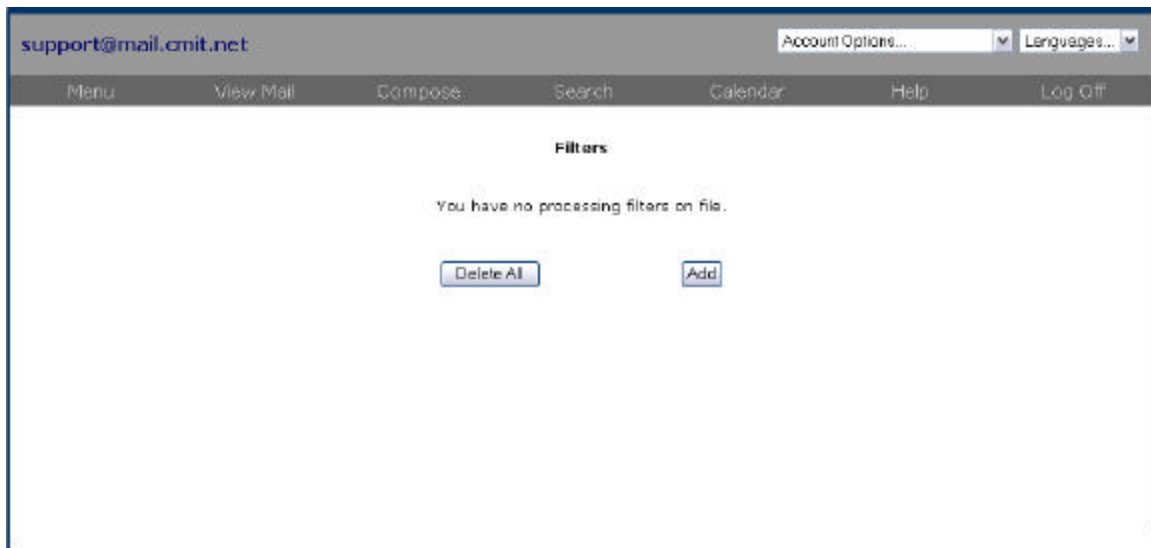 support@mail.cmit.net
Account Options... Languages...
Menu View Mail Compose Search Calendar Help Log Off
Filters
You have no processing filters on file.
Delete All Add